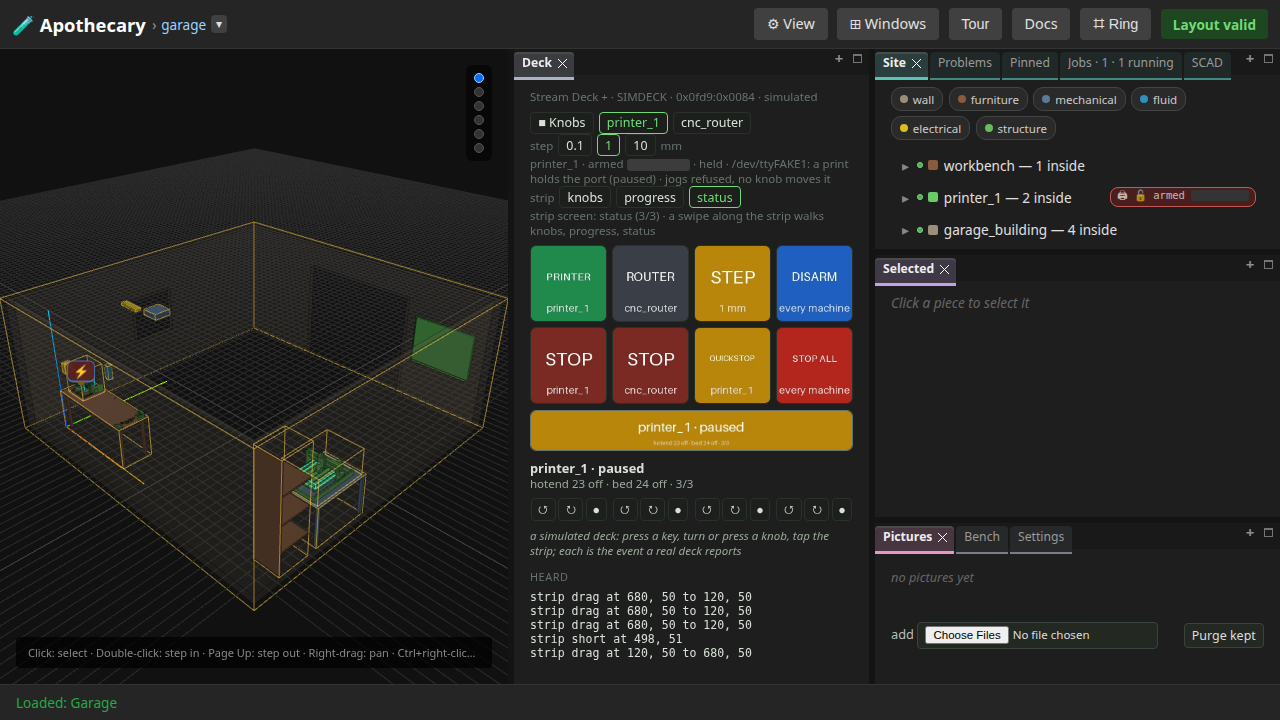 Apothecary › garage ▾
View
Windows
Tour
Docs
Ring
Layout valid
Deck
Stream Deck + · SIMDECK · 0x0fd9:0x0084 · simulated
■ Knobs printer_1 cnc_router
step 0.1 1 10 mm
printer_1 · armed · held · /dev/ttyFAKE1: a print
holds the port (paused) · jogs refused, no knob moves it
strip knobs progress status
strip screen: status (3/3) · a swipe along the strip walks
knobs, progress, status
PRINTER ROUTER STEP DISARM
printer_1 cnc_router 1 mm every machine
STOP STOP QUICKSTOP STOP ALL
printer_1 cnc_router printer_1 every machine
printer_1 · paused
hotend 23 off · bed 24 off · 3/3
printer_1 · paused
hotend 23 off · bed 24 off · 3/3
a simulated deck: press a key, turn or press a knob, tap the
strip; each is the event a real deck reports
HEARD
strip drag at 680, 50 to 120, 50
strip drag at 680, 50 to 120, 50
strip drag at 680, 50 to 120, 50
strip short at 498, 51
strip drag at 120, 50 to 680, 50
Site Problems Pinned Jobs · 1 · 1 running SCAD
wall furniture mechanical fluid
electrical structure
workbench — 1 inside
printer_1 — 2 inside armed
garage_building — 4 inside
Selected
Click a piece to select it
Pictures Bench Settings
no pictures yet
add Choose Files No file chosen Purge kept
Click: select · Double-click: step in · Page Up: step out · Right-drag: pan · Ctrl+right-clic...
Loaded: Garage